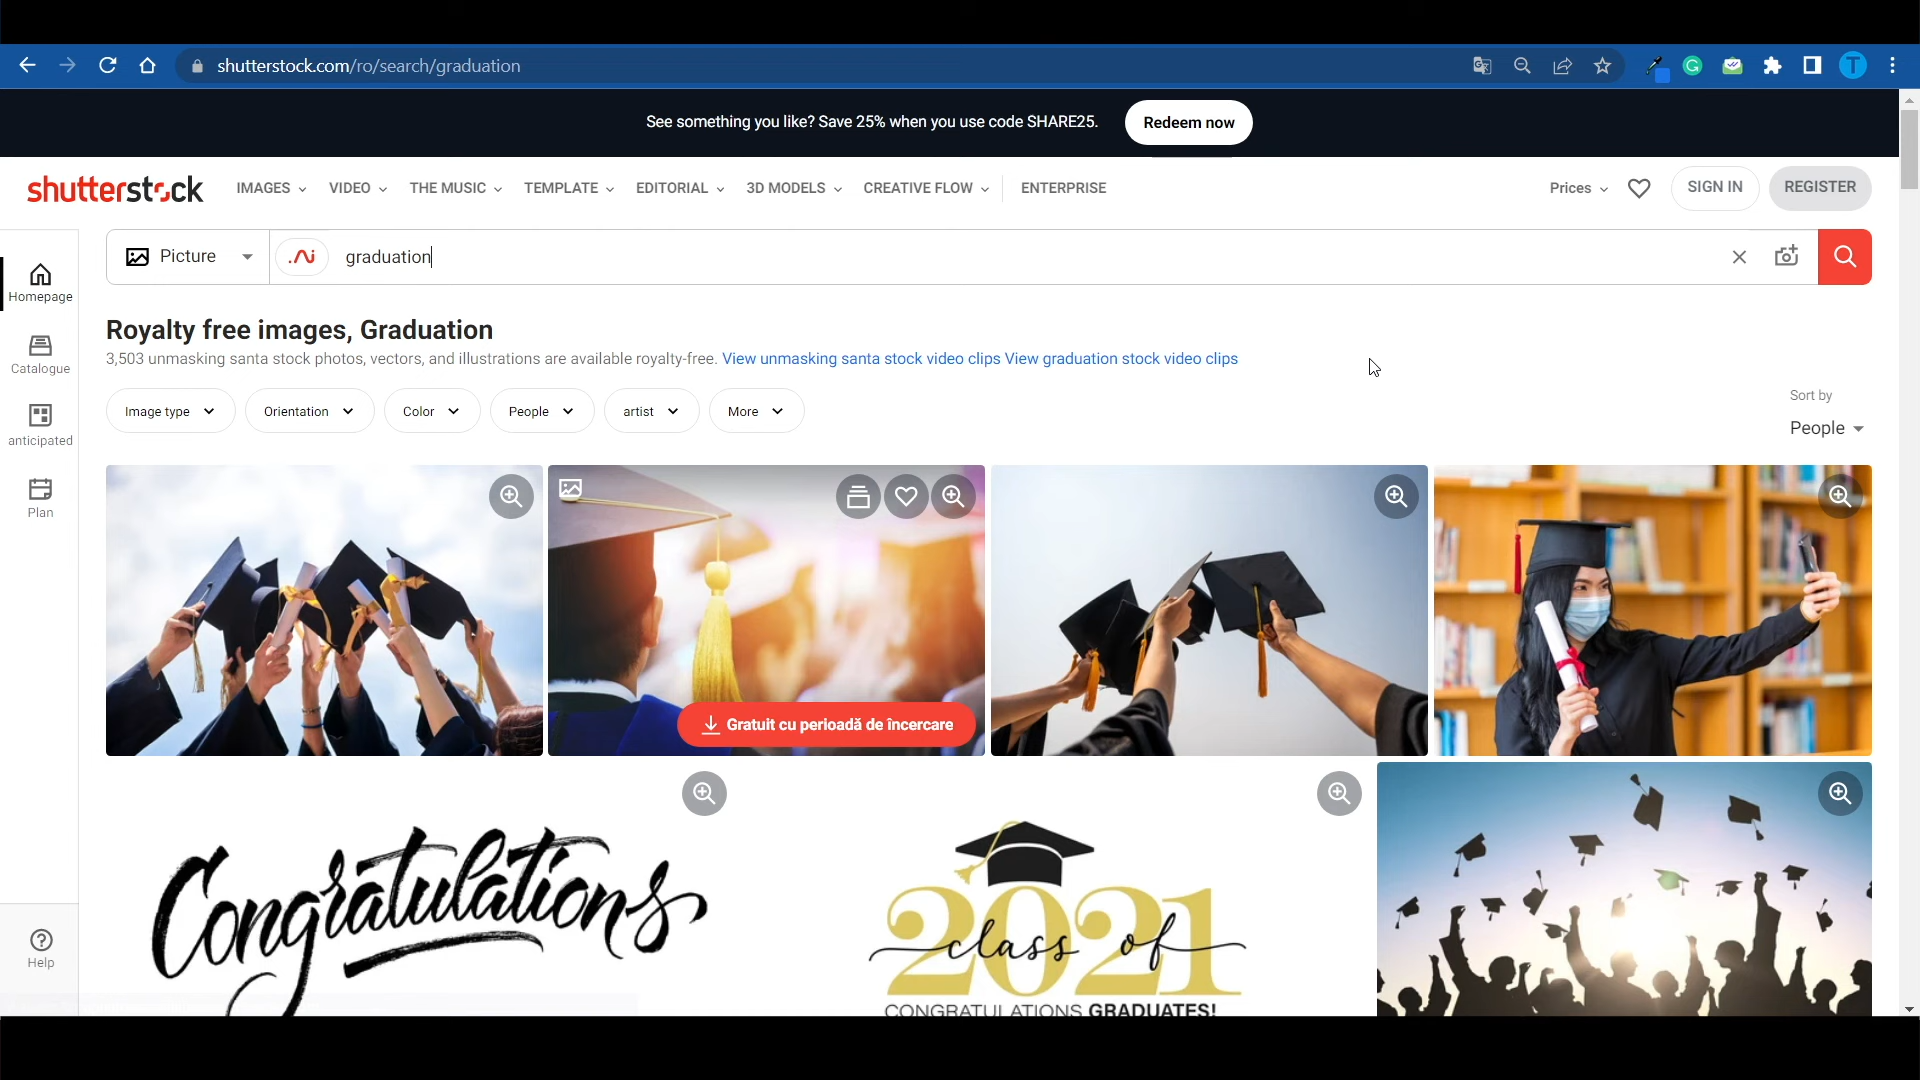 shutterstock.com/ro/search/graduation
T
See something you like? Save 25% when you use code SHARE25.
Redeem now
shutterstock
IMAGES
VIDEO
THE MUSIC
TEMPLATE
EDITORIAL
3D MODELS
CREATIVE FLOW
ENTERPRISE
Prices
SIGN IN
REGISTER
Picture
graduation
Homepage
Catalogue
anticipated
Plan
Help
Royalty free images, Graduation
3,503 unmasking santa stock photos, vectors, and illustrations are available royalty-free. View unmasking santa stock video clips View graduation stock video clips
Image type
Orientation
Color
People
artist
More
Sort by
People
Gratuit cu perioadă de încercare
Congratulations
2021
class of
CONGRATULATIONS GRADUATES!